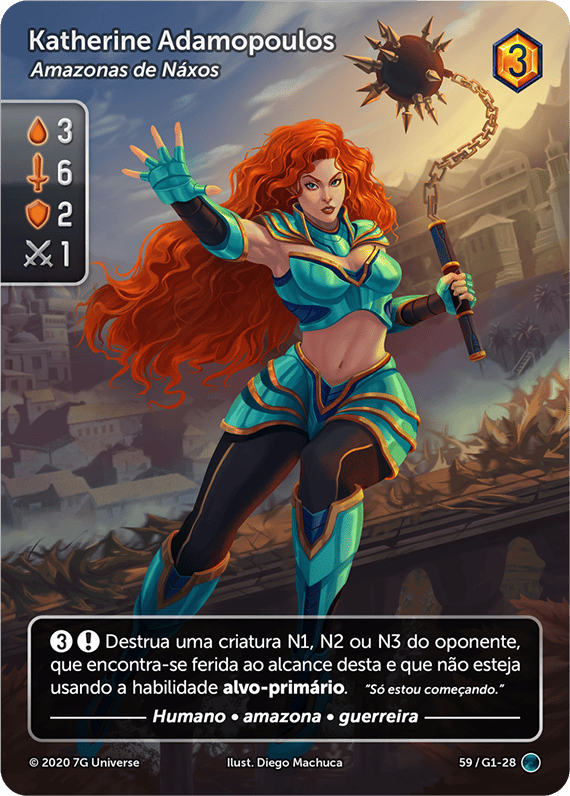 Katherine Adamopoulos
Amazonas de Náxos
3
3
6
2
1
3 ! Destrua uma criatura N1, N2 ou N3 do oponente,
que encontra-se ferida ao alcance desta e que não esteja
usando a habilidade alvo-primário. "Só estou começando."
Humano • amazona • guerreira
© 2020 7G Universe Ilust. Diego Machuca 59 / G1-28